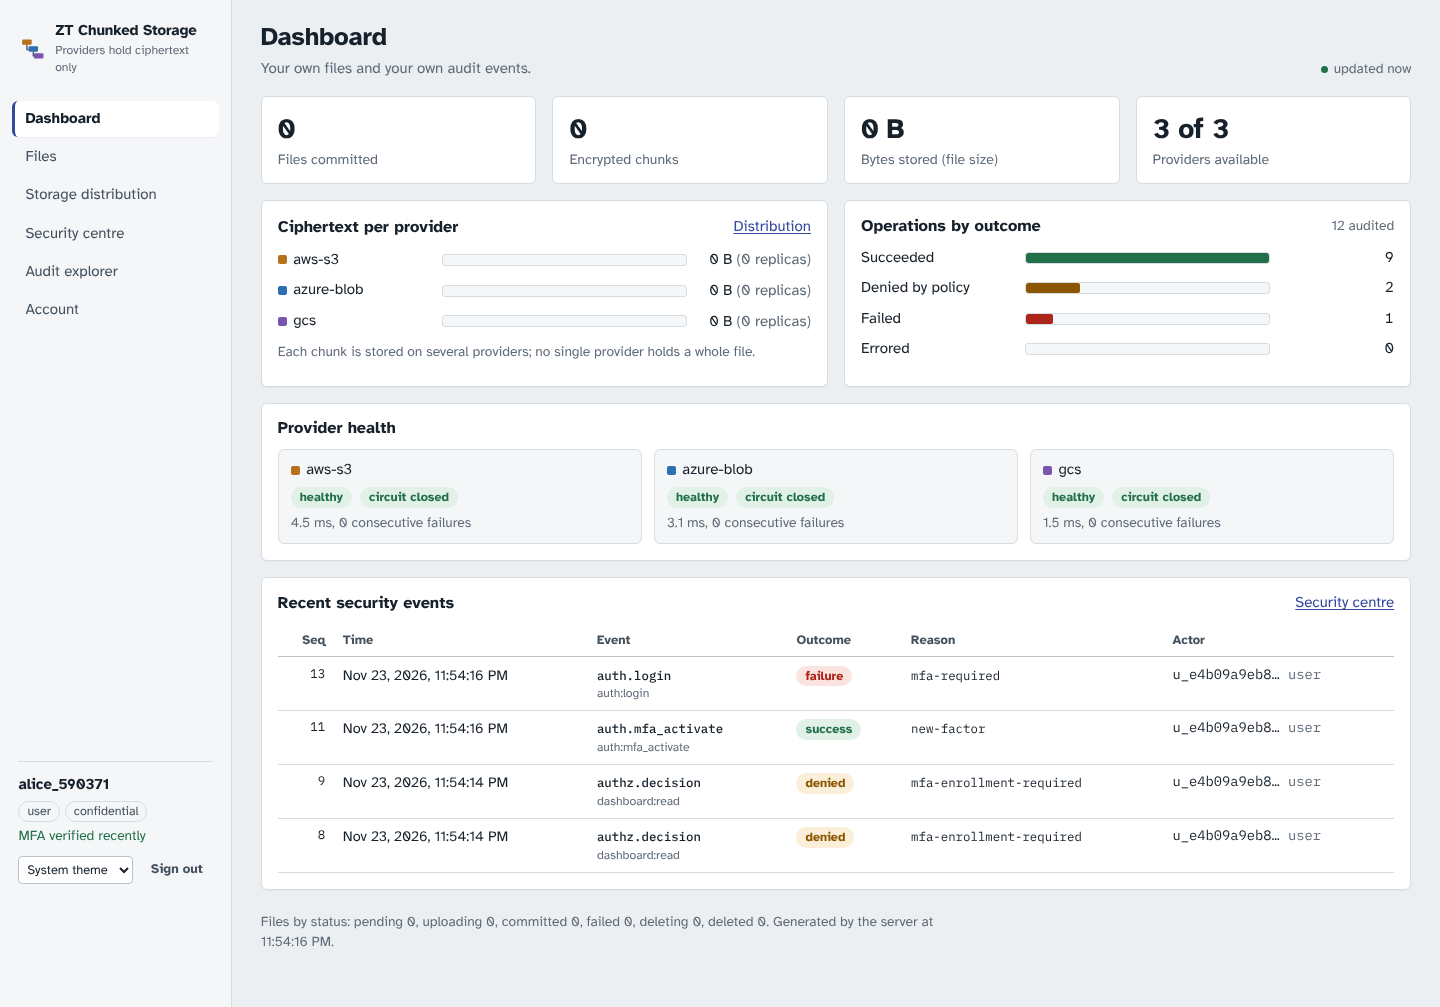 ZT Chunked Storage
Providers hold ciphertext
only
Dashboard
Files
Storage distribution
Security centre
Audit explorer
Account
alice_590371
user confidential
MFA verified recently
System theme Sign out
Dashboard
Your own files and your own audit events.
updated now
0
Files committed
0
Encrypted chunks
0 B
Bytes stored (file size)
3 of 3
Providers available
Ciphertext per provider Distribution
aws-s3 0 B (0 replicas)
azure-blob 0 B (0 replicas)
gcs 0 B (0 replicas)
Each chunk is stored on several providers; no single provider holds a whole file.
Operations by outcome 12 audited
Succeeded 9
Denied by policy 2
Failed 1
Errored 0
Provider health
aws-s3
healthy circuit closed
4.5 ms, 0 consecutive failures
azure-blob
healthy circuit closed
3.1 ms, 0 consecutive failures
gcs
healthy circuit closed
1.5 ms, 0 consecutive failures
Recent security events Security centre
Seq Time Event Outcome Reason Actor
13 Nov 23, 2026, 11:54:16 PM auth.login failure mfa-required u_e4b09a9eb8… user
auth:login
11 Nov 23, 2026, 11:54:16 PM auth.mfa_activate success new-factor u_e4b09a9eb8… user
auth:mfa_activate
9 Nov 23, 2026, 11:54:14 PM authz.decision denied mfa-enrollment-required u_e4b09a9eb8… user
dashboard:read
8 Nov 23, 2026, 11:54:14 PM authz.decision denied mfa-enrollment-required u_e4b09a9eb8… user
dashboard:read
Files by status: pending 0, uploading 0, committed 0, failed 0, deleting 0, deleted 0. Generated by the server at
11:54:16 PM.